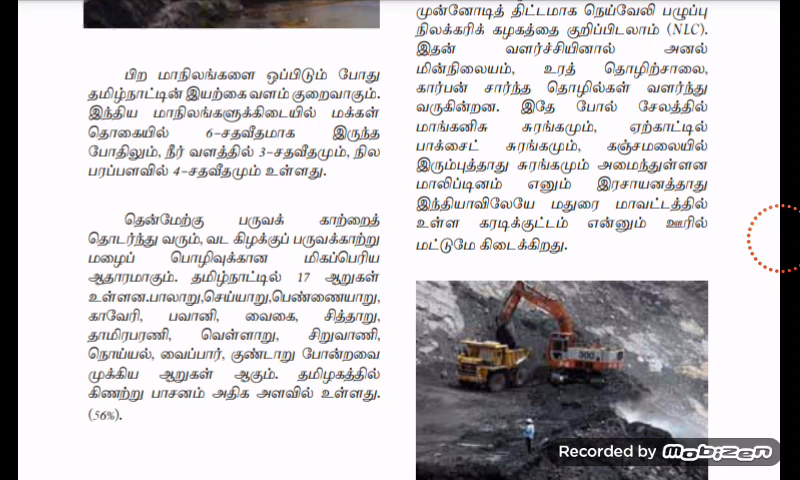 பிற மாநிலங்களை ஒப்பிடும் போது
தமிழ்நாட்டின் இயற்கை வளம் குறைவாகும்.
இந்திய மாநிலங்களுக்கிடையில் மக்கள்
தொகையில் 6-சதவீதமாக இருந்த
போதிலும், நீர் வளத்தில் 3-சதவீதமும், நில
பரப்பளவில் 4-சதவீதமும் உள்ளது.
தென்மேற்கு பருவக் காற்றைத்
தொடர்ந்து வரும், வட கிழக்குப் பருவக்காற்று
மழைப் பொழிவுக்கான மிகப்பெரிய
ஆதாரமாகும். தமிழ்நாட்டில் 17 ஆறுகள்
உள்ளன.பாலாறு,செய்யாறு,பெண்ணையாறு,
காவேரி, பவானி, வைகை, சித்தாறு,
தாமிரபரணி, வெள்ளாறு, சிறுவாணி,
நொய்யல், வைப்பார், குண்டாறு போன்றவை
முக்கிய ஆறுகள் ஆகும். தமிழகத்தில்
கிணற்று பாசனம் அதிக அளவில் உள்ளது.
(56%).
முன்னோடித் திட்டமாக நெய்வேலி பழுப்பு
நிலக்கரிக் கழகத்தை குறிப்பிடலாம் (NLC).
இதன் வளர்ச்சியினால் அனல்
மின்நிலையம், உரத் தொழிற்சாலை,
கார்பன் சார்ந்த தொழில்கள் வளர்ந்து
வருகின்றன. இதே போல் சேலத்தில்
மாங்கனிசு சுரங்கமும், ஏற்காட்டில்
பாக்சைட் சுரங்கமும், கஞ்சமலையில்
இரும்புத்தாது சுரங்கமும் அமைந்துள்ளன
மாலிப்டினம் எனும் இரசாயனத்தாது
இந்தியாவிலேயே மதுரை மாவட்டத்தில்
உள்ள கரடிக்குட்டம் என்னும் ஊரில்
மட்டுமே கிடைக்கிறது.
300
Recorded by mobizen